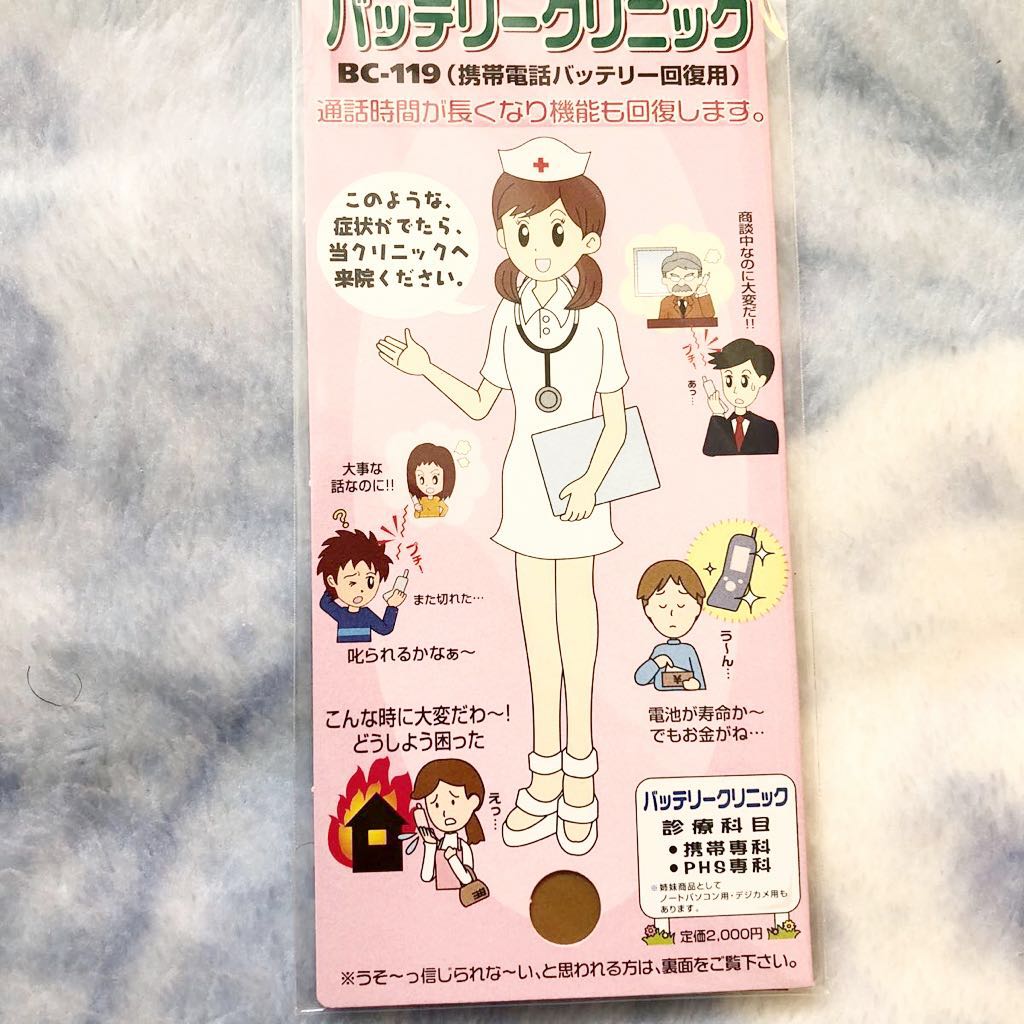 バッテリークリニック
BC-119（携帯電話バッテリー回復用）
通話時間が長くなり機能も回復します。
このような、
症状がでたら、
当クリニックへ
来院ください。
商談中なのに大変だ!!
プチー
あっ…
大事な
話なのに!!
?
プチー
また切れた…
叱られるかなぁ～
う～ん…
¥
電池が寿命か～
でもお金がね…
こんな時に大変だわ～!
どうしよう困った
えっ…
バッテリークリニック
診療科目
●携帯専科
●PHS専科
※姉妹商品として
ノートパソコン用・デジカメ用も
あります。
定価2,000円
※うそ～っ信じられな～い、と思われる方は、裏面をご覧下さい。